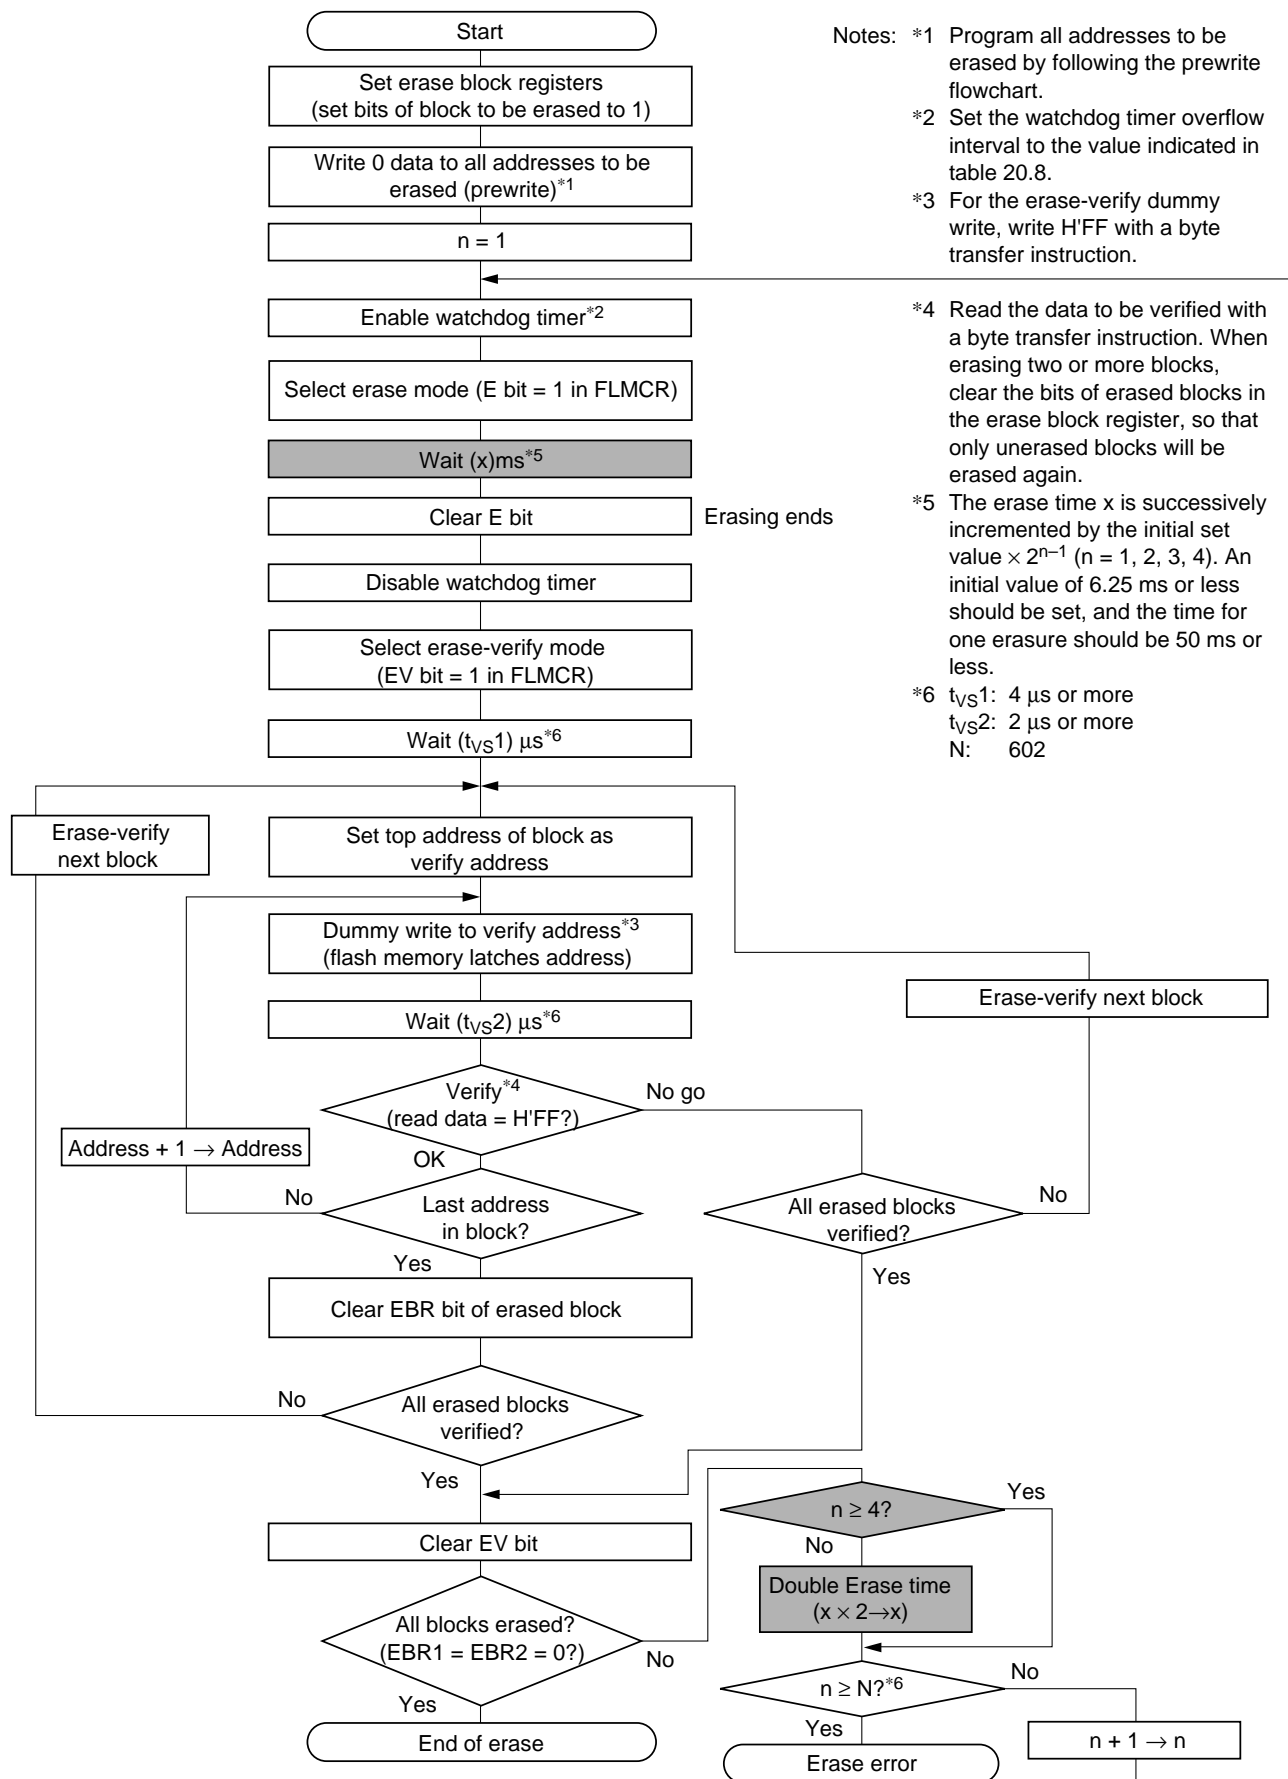 Start
Set erase block registers
(set bits of block to be erased to 1)
Write 0 data to all addresses to be
erased (prewrite)*1
n = 1
Enable watchdog timer*2
Select erase mode (E bit = 1 in FLMCR)
Wait (x)ms*5
Clear E bit
Erasing ends
Disable watchdog timer
Select erase-verify mode
(EV bit = 1 in FLMCR)
Wait (tVS1) μs*6
Erase-verify
next block
Set top address of block as
verify address
Dummy write to verify address*3
(flash memory latches address)
Erase-verify next block
Wait (tVS2) μs*6
Verify*4
(read data = H'FF?)
No go
Address + 1 → Address
OK
No
Last address
in block?
All erased blocks
verified?
No
Yes
Yes
Clear EBR bit of erased block
No
All erased blocks
verified?
Yes
n ≥ 4?
Yes
Clear EV bit
No
Double Erase time
(x × 2→x)
All blocks erased?
(EBR1 = EBR2 = 0?)
No
n ≥ N?*6
No
Yes
Yes
n + 1 → n
End of erase
Erase error
Notes: *1 Program all addresses to be
erased by following the prewrite
flowchart.
*2 Set the watchdog timer overflow
interval to the value indicated in
table 20.8.
*3 For the erase-verify dummy
write, write H'FF with a byte
transfer instruction.
*4 Read the data to be verified with
a byte transfer instruction. When
erasing two or more blocks,
clear the bits of erased blocks in
the erase block register, so that
only unerased blocks will be
erased again.
*5 The erase time x is successively
incremented by the initial set
value × 2n–1 (n = 1, 2, 3, 4). An
initial value of 6.25 ms or less
should be set, and the time for
one erasure should be 50 ms or
less.
*6 tVS1: 4 μs or more
tVS2: 2 μs or more
N: 602